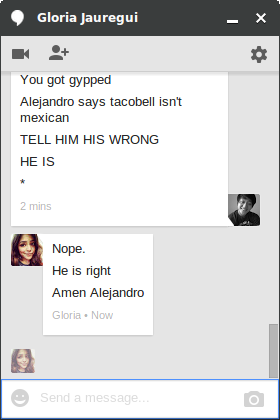 Gloria Jauregui
You got gypped
Alejandro says tacobell isn't
mexican
TELL HIM HIS WRONG
HE IS
*
2 mins
Nope.
He is right
Amen Alejandro
Gloria • Now
Send a message...